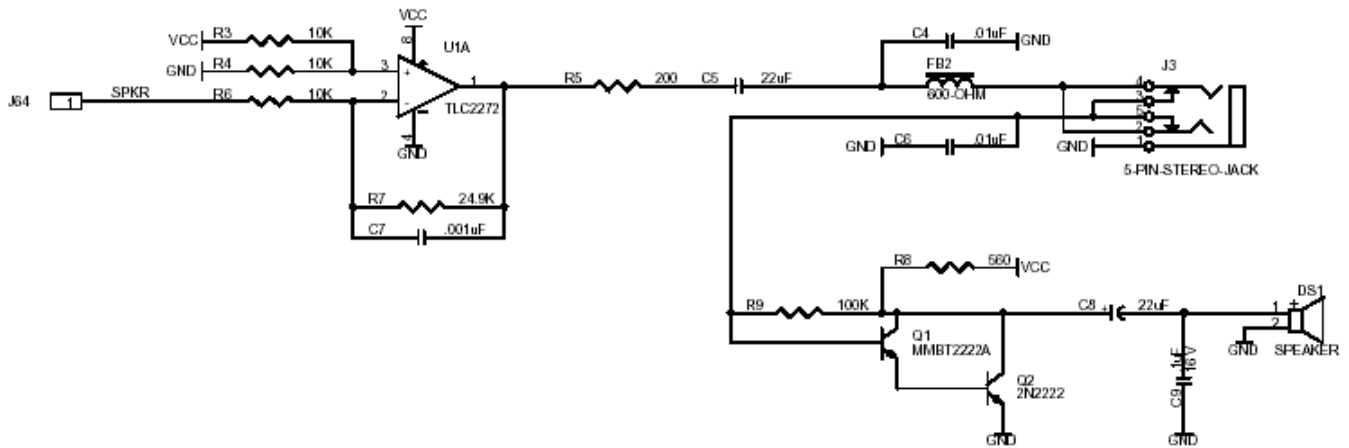 VCC
R3 10K
VCC
8
U1A
R4 10K
GND
3
+
1
J64
1
SPKR
R6 10K
2
-
TLC2272
4
GND
R7 24.9K
C7 .001uF
R5 200
C5 22uF
C4 .01uF
GND
FB2
600-OHM
J3
4
3
5
2
1
GND
C6 .01uF
GND
5-PIN-STEREO-JACK
R8 560
VCC
R9 100K
Q1
MMBT2222A
Q2
2N2222
GND
C8 + 22uF
DS1
1 +
2
GND
SPEAKER
C9 .1uF
16 V
GND